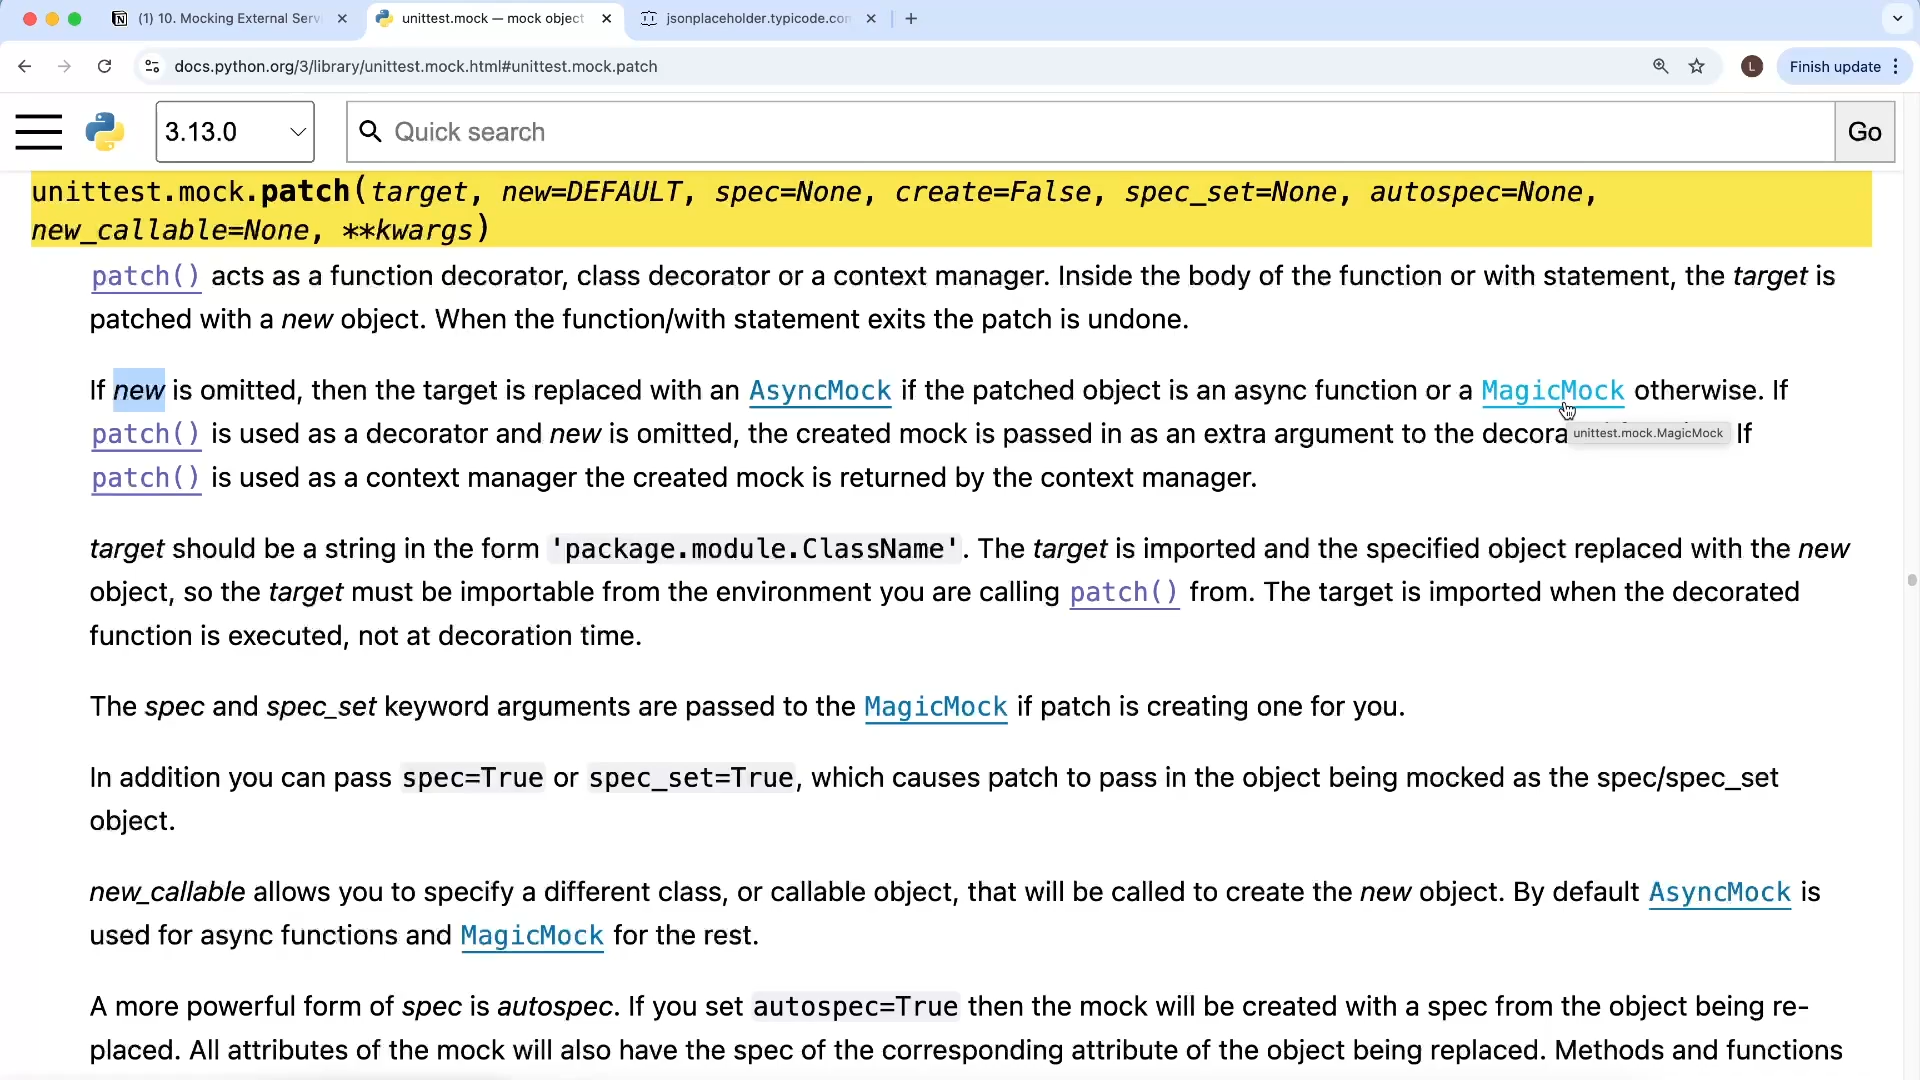 (1) 10. Mocking External Serv
unittest.mock — mock object
jsonplaceholder.typicode.com
docs.python.org/3/library/unittest.mock.html#unittest.mock.patch
L
Finish update
3.13.0
Quick search
Go
unittest.mock.patch(target, new=DEFAULT, spec=None, create=False, spec_set=None, autospec=None,
new_callable=None, **kwargs)
patch() acts as a function decorator, class decorator or a context manager. Inside the body of the function or with statement, the target is
patched with a new object. When the function/with statement exits the patch is undone.
If new is omitted, then the target is replaced with an AsyncMock if the patched object is an async function or a MagicMock otherwise. If
patch() is used as a decorator and new is omitted, the created mock is passed in as an extra argument to the decora If
unittest.mock.MagicMock
patch() is used as a context manager the created mock is returned by the context manager.
target should be a string in the form 'package.module.ClassName'. The target is imported and the specified object replaced with the new
object, so the target must be importable from the environment you are calling patch() from. The target is imported when the decorated
function is executed, not at decoration time.
The spec and spec_set keyword arguments are passed to the MagicMock if patch is creating one for you.
In addition you can pass spec=True or spec_set=True, which causes patch to pass in the object being mocked as the spec/spec_set
object.
new_callable allows you to specify a different class, or callable object, that will be called to create the new object. By default AsyncMock is
used for async functions and MagicMock for the rest.
A more powerful form of spec is autospec. If you set autospec=True then the mock will be created with a spec from the object being re-
placed. All attributes of the mock will also have the spec of the corresponding attribute of the object being replaced. Methods and functions